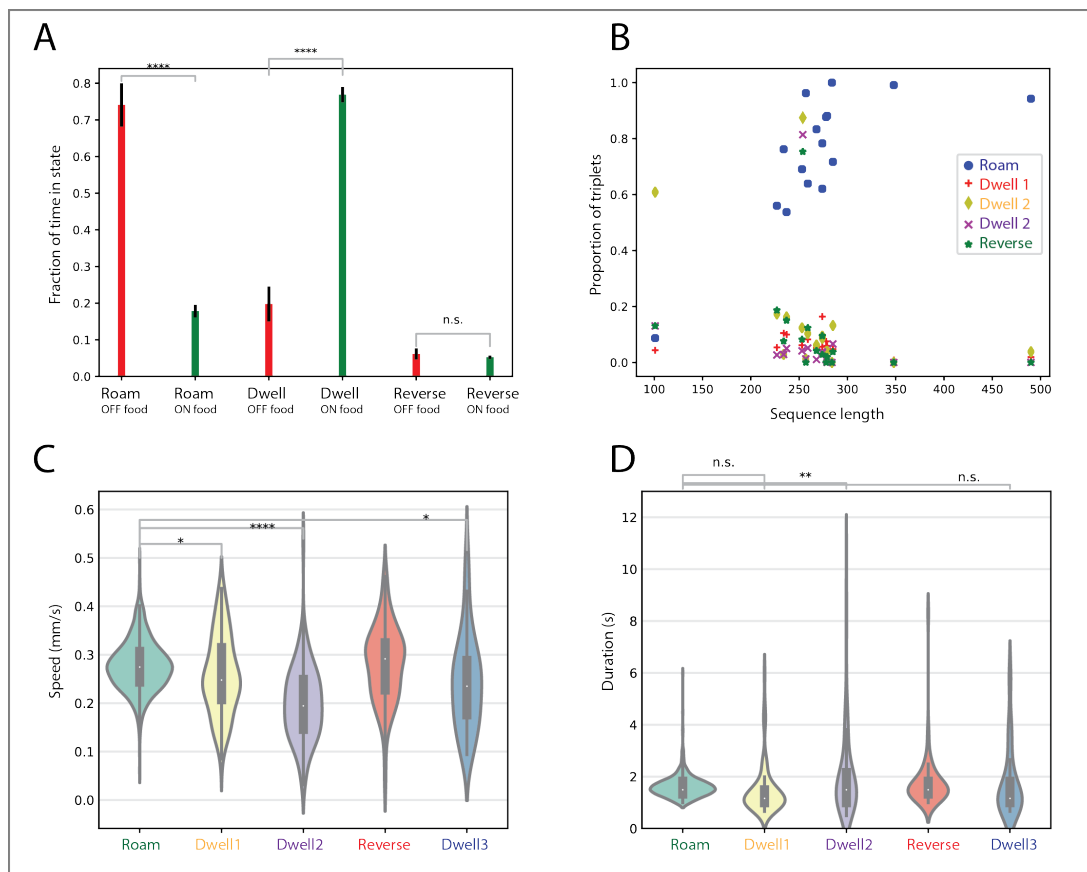 A
****
****
n.s.
Fraction of time in state
0.8
0.7
0.6
0.5
0.4
0.3
0.2
0.1
0.0
Roam Roam Dwell Dwell Reverse Reverse
OFF food ON food OFF food ON food OFF food ON food
B
Proportion of triplets
1.0
0.8
0.6
0.4
0.2
0.0
Roam
Dwell 1
Dwell 2
Dwell 2
Reverse
100 150 200 250 300 350 400 450 500
Sequence length
C
*
****
*
Speed (mm/s)
0.6
0.5
0.4
0.3
0.2
0.1
0.0
Roam Dwell1 Dwell2 Reverse Dwell3
D
n.s.
**
n.s.
Duration (s)
12
10
8
6
4
2
0
Roam Dwell1 Dwell2 Reverse Dwell3